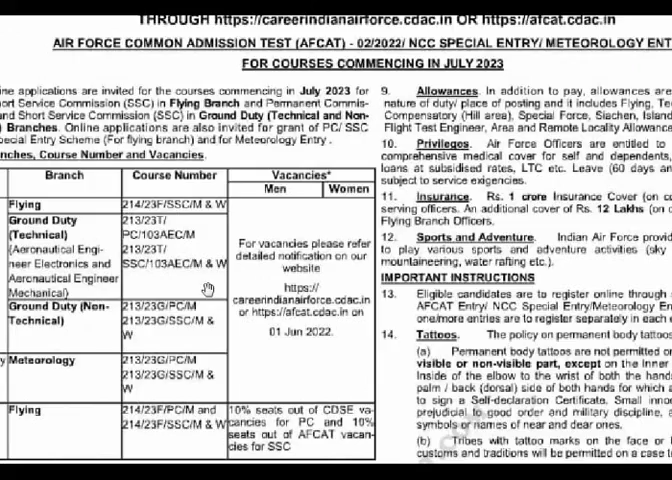 THROUGH https://careerindianairforce.cdac.in OR https://afcat.cdac.in
AIR FORCE COMMON ADMISSION TEST (AFCAT) - 02/2022/ NCC SPECIAL ENTRY/ METEOROLOGY ENT
FOR COURSES COMMENCING IN JULY 2023
line applications are invited for the courses commencing in July 2023 for
hort Service Commission (SSC) in Flying Branch and Permanent Commis-
and Short Service Commission (SSC) in Ground Duty (Technical and Non-
) Branches. Online applications are also invited for grant of PC/ SSC
pecial Entry Scheme (For flying branch) and for Meteorology Entry .
nches, Course Number and Vacancies.
Branch
Course Number
Vacancies*
Men
Women
Flying
214/23F/SSC/M & W
Ground Duty
(Technical)
(Aeronautical Engi-
neer Electronics and
Aeronautical Engineer
Mechanical)
213/23T/
PC/103AEC/M
213/23T/
SSC/103AEC/M & W
For vacancies please refer
detailed notification on our
website
https://
careerindianairforce.cdac.in
or https://afcat.cdac.in on
01 Jun 2022.
Ground Duty (Non-
Technical)
213/23G/PC/M
213/23G/SSC/M &
W
y
Meteorology
213/23G/PC/M
213/23G/SSC/M &
W
Flying
214/23F/PC/M and
214/23F/SSC/M & W
10% seats out of CDSE va-
cancies for PC and 10%
seats out of AFCAT vacan-
cies for SSC
9. Allowances. In addition to pay, allowances are
nature of duty/ place of posting and it includes Flying, Te
Compensatory (Hill area), Special Force, Siachen, Island
Flight Test Engineer, Area and Remote Locality Allowanc
10. Privileges. Air Force Officers are entitled to
comprehensive medical cover for self and dependents,
loans at subsidised rates, LTC etc. Leave (60 days an
subject to service exigencies.
11. Insurance. Rs. 1 crore Insurance Cover (on c
serving officers. An additional cover of Rs. 12 Lakhs (on c
Flying Branch Officers.
12. Sports and Adventure. Indian Air Force provid
to play various sports and adventure activities (sky
mountaineering, water rafting etc.).
IMPORTANT INSTRUCTIONS
13. Eligible candidates are to register online through
AFCAT Entry/ NCC Special Entry/Meteorology En
one/more entries are to register separately in each e
14. Tattoos. The policy on permanent body tattoos
(a) Permanent body tattoos are not permitted o
visible or non-visible part, except on the inner
Inside of the elbow to the wrist of both the hands
palm / back (dorsal) side of both hands for which a
to sign a Self-declaration Certificate. Small innoc
prejudicial to good order and military discipline, a
symbols or names of near and dear ones.
(b) Tribes with tattoo marks on the face or b
customs and traditions will be permitted on a case t